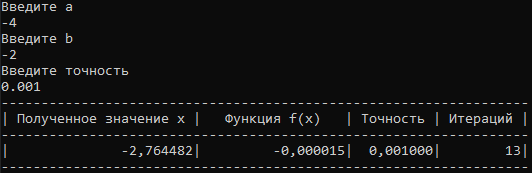 Введите a
-4
Введите b
-2
Введите точность
0.001
-----------------------------------------------------------------
| Полученное значение x |   Функция f(x)   | Точность | Итераций |
-----------------------------------------------------------------
|              -2,764482|         -0,000015|  0,001000|        13|
-----------------------------------------------------------------